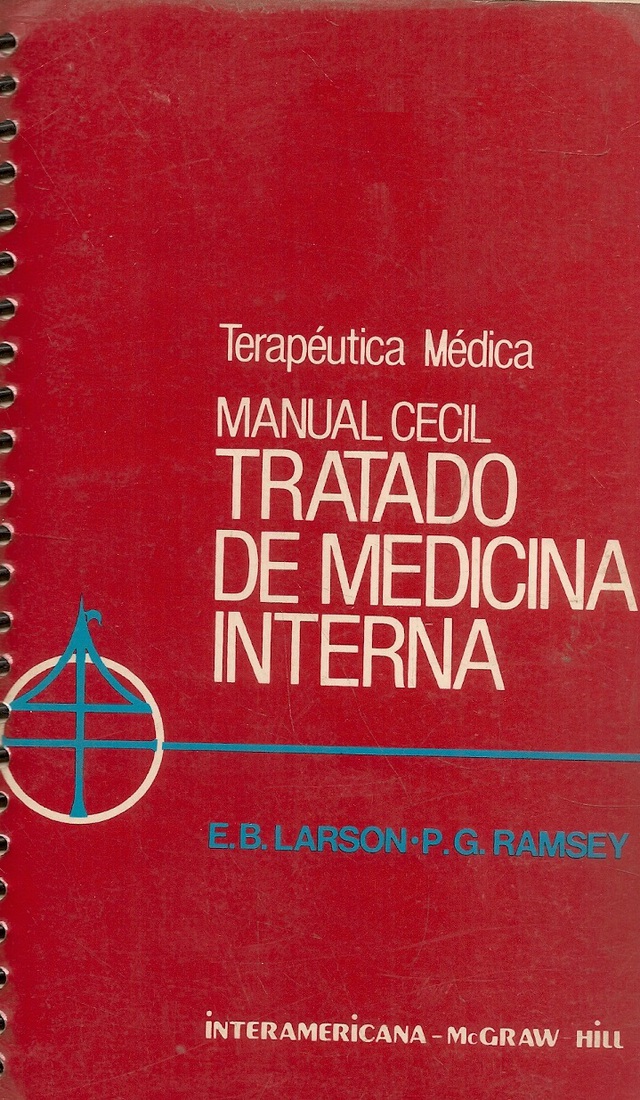 Terapéutica Médica
MANUAL CECIL
TRATADO
DE MEDICINA
INTERNA
E. B. LARSON • P. G. RAMSEY
INTERAMERICANA - McGRAW - HILL